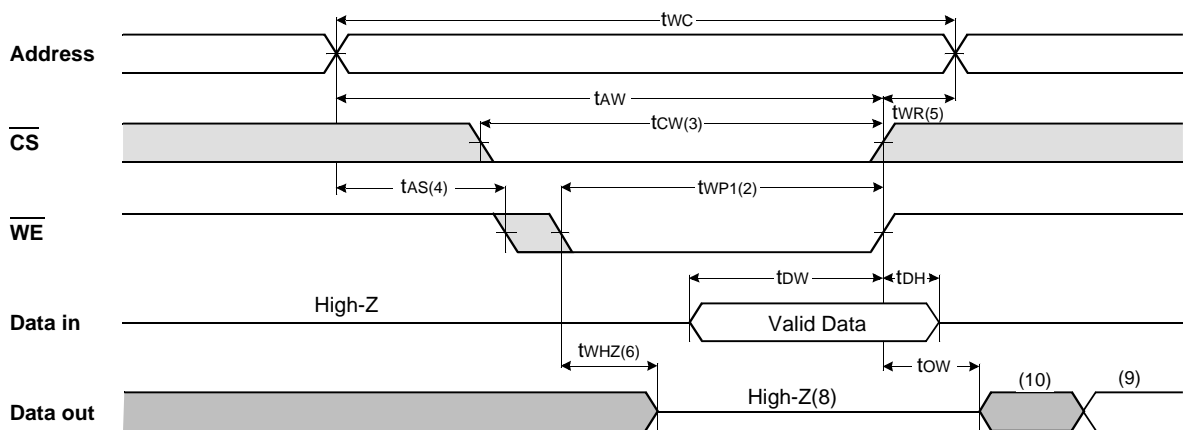 tWC
Address
tAW
tWR(5)
tCW(3)
CS
tAS(4)
tWP1(2)
WE
tDW
tDH
High-Z
Data in
Valid Data
tWHZ(6)
tOW
(10)
(9)
High-Z(8)
Data out